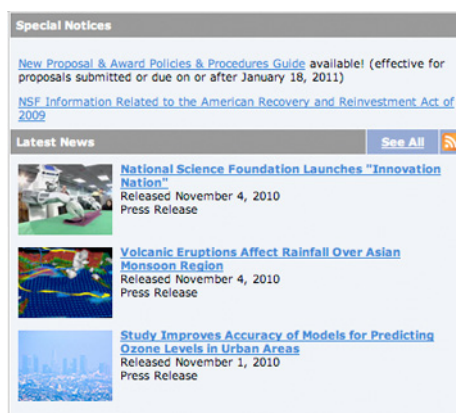 Special Notices
New Proposal & Award Policies & Procedures Guide available! (effective for
proposals submitted or due on or after January 18, 2011)
NSF Information Related to the American Recovery and Reinvestment Act of
2009
Latest News
See All
National Science Foundation Launches "Innovation
Nation"
Released November 4, 2010
Press Release
Volcanic Eruptions Affect Rainfall Over Asian
Monsoon Region
Released November 4, 2010
Press Release
Study Improves Accuracy of Models for Predicting
Ozone Levels in Urban Areas
Released November 1, 2010
Press Release